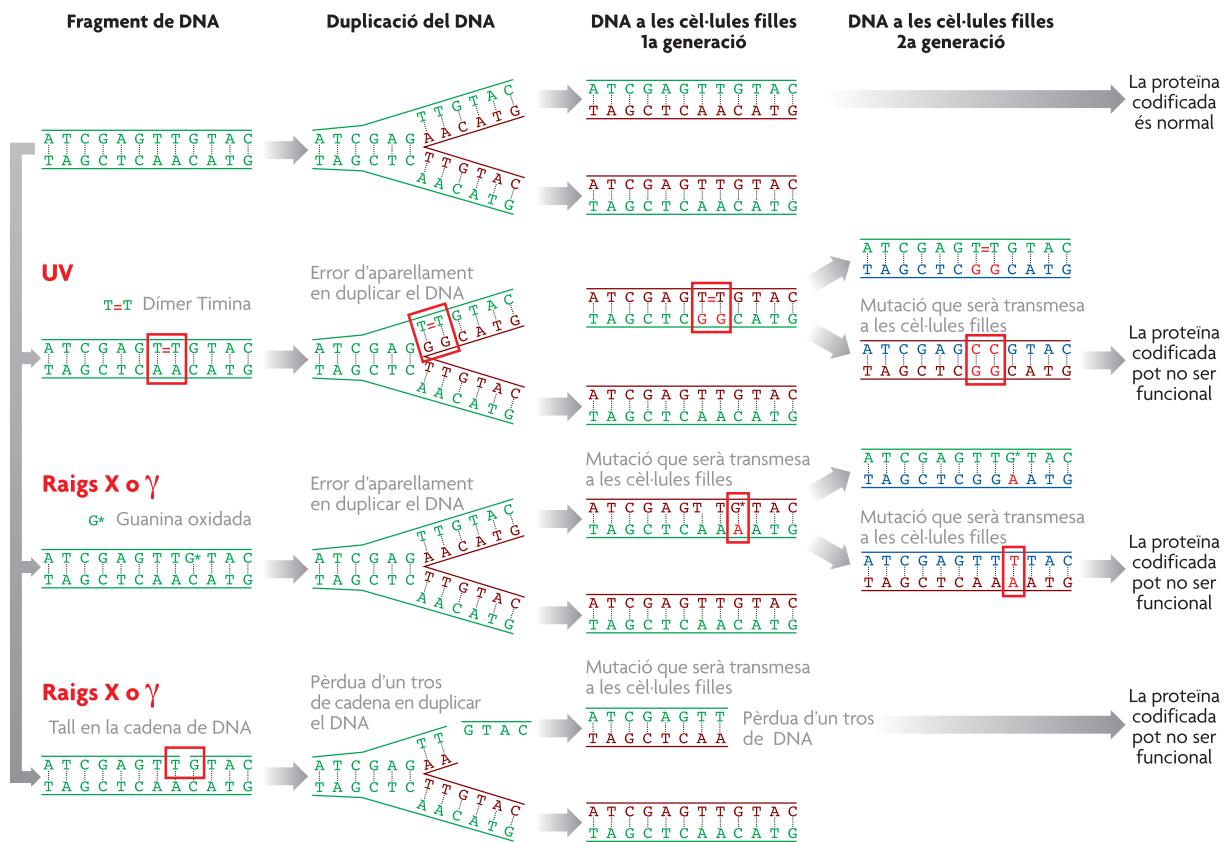 Fragment de DNA
Duplicació del DNA
DNA a les cèl·lules filles
1a generació
DNA a les cèl·lules filles
2a generació
A T C G A G T T G T A C
T A G C T C A A C A T G
A T C G A G T T G T A C
A A C A T G
T A G C T C T T G T A C
A A C A T G
A T C G A G T T G T A C
T A G C T C A A C A T G
A T C G A G T T G T A C
T A G C T C A A C A T G
La proteïna
codificada
és normal
UV
T=T Dímer Timina
A T C G A G T=T G T A C
T A G C T C A A C A T G
Error d'aparellament
en duplicar el DNA
A T C G A G T=T G T A C
G G C A T G
T A G C T C T T G T A C
A A C A T G
A T C G A G T=T G T A C
T A G C T C G G C A T G
A T C G A G T T G T A C
T A G C T C A A C A T G
A T C G A G T=T G T A C
T A G C T C G G C A T G
Mutació que serà transmesa
a les cèl·lules filles
A T C G A G C C G T A C
T A G C T C G G C A T G
La proteïna
codificada
pot no ser
funcional
Raigs X o γ
G* Guanina oxidada
A T C G A G T T G* T A C
T A G C T C A A C A T G
Error d'aparellament
en duplicar el DNA
A T C G A G T T G T A C
A A C A T G
T A G C T C T T G T A C
A A C A T G
Mutació que serà transmesa
a les cèl·lules filles
A T C G A G T T G* T A C
T A G C T C A A A A T G
A T C G A G T T G T A C
T A G C T C A A C A T G
A T C G A G T T G* T A C
T A G C T C G G A A T G
Mutació que serà transmesa
a les cèl·lules filles
A T C G A G T T T T A C
T A G C T C A A A A T G
La proteïna
codificada
pot no ser
funcional
Raigs X o γ
Tall en la cadena de DNA
A T C G A G T T G T A C
T A G C T C A A C A T G
Pèrdua d'un tros
de cadena en duplicar
el DNA
A T C G A G T T G T A C
A A
T A G C T C T T G T A C
A A C A T G
Mutació que serà transmesa
a les cèl·lules filles
A T C G A G T T
T A G C T C A A
Pèrdua d'un tros
de DNA
A T C G A G T T G T A C
T A G C T C A A C A T G
La proteïna
codificada
pot no ser
funcional